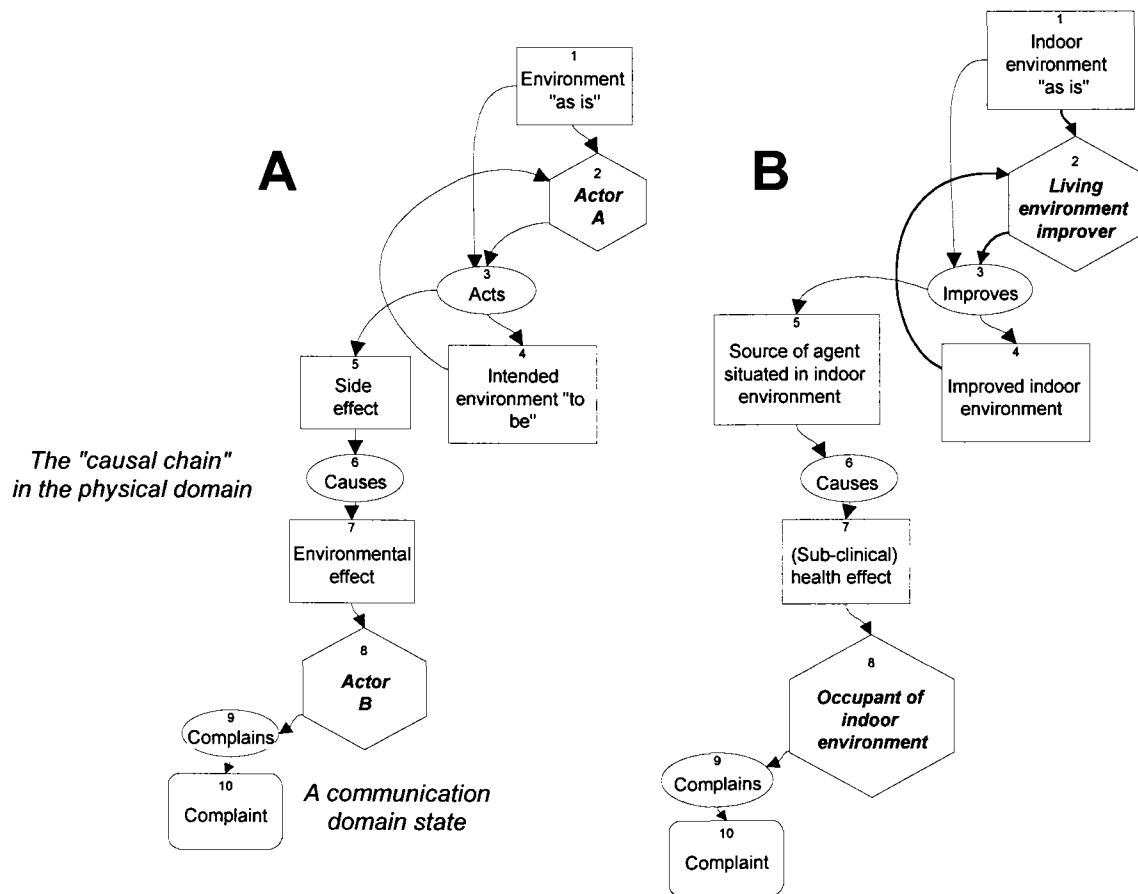 A
1
Environment
"as is"
2
Actor
A
3
Acts
4
Intended
environment "to
be"
5
Side
effect
The "causal chain"
in the physical domain
6
Causes
7
Environmental
effect
8
Actor
B
9
Complains
10
Complaint
A communication
domain state
B
1
Indoor
environment
"as is"
2
Living
environment
improver
3
Improves
4
Improved indoor
environment
5
Source of agent
situated in indoor
environment
6
Causes
7
(Sub-clinical)
health effect
8
Occupant of
indoor
environment
9
Complains
10
Complaint